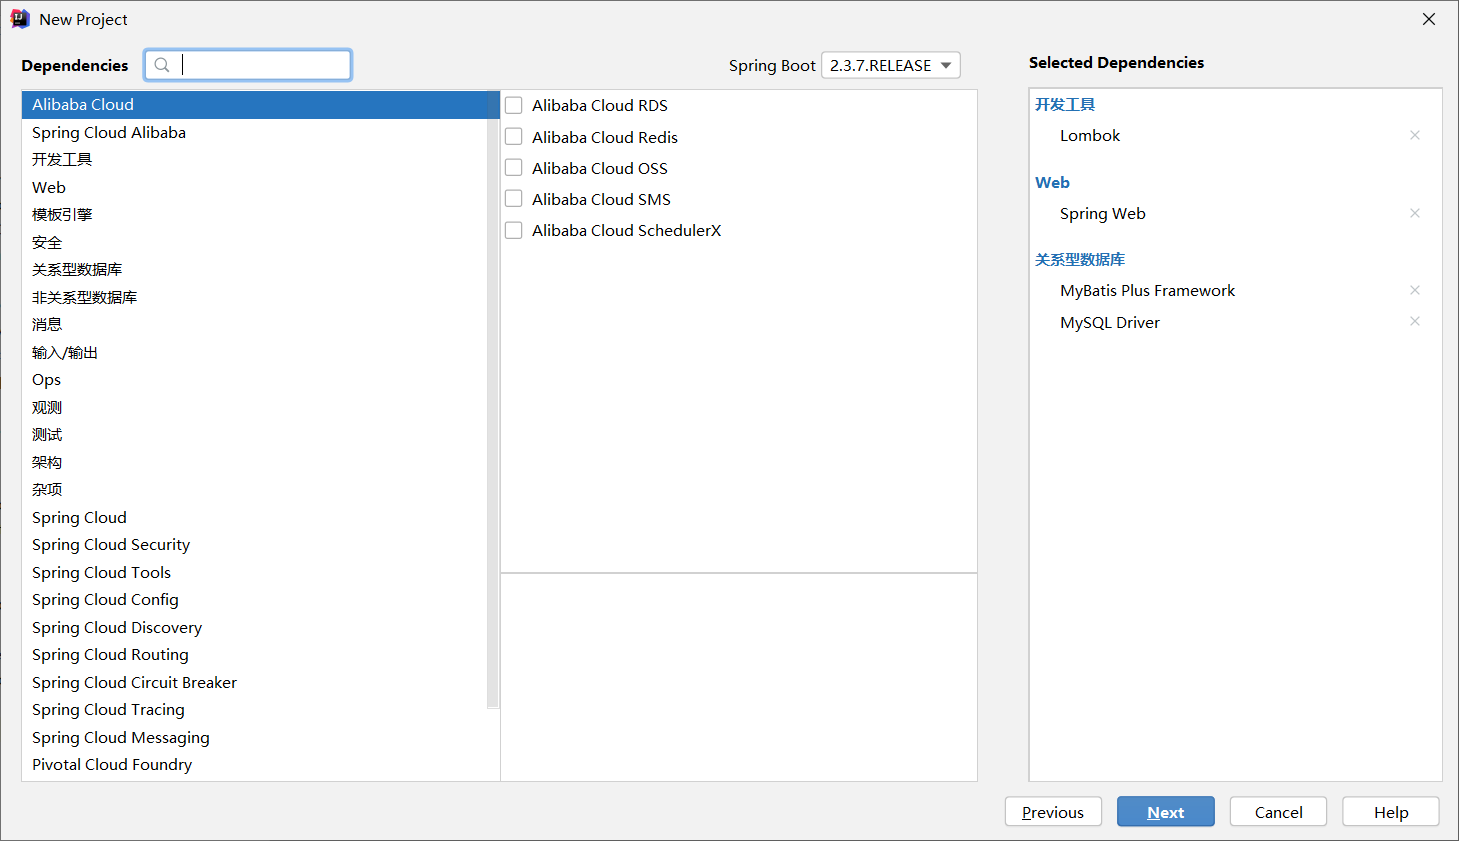 New Project
Dependencies
Spring Boot 2.3.7.RELEASE
Selected Dependencies
Alibaba Cloud
Spring Cloud Alibaba
开发工具
Web
模板引擎
安全
关系型数据库
非关系型数据库
消息
输入/输出
Ops
观测
测试
架构
杂项
Spring Cloud
Spring Cloud Security
Spring Cloud Tools
Spring Cloud Config
Spring Cloud Discovery
Spring Cloud Routing
Spring Cloud Circuit Breaker
Spring Cloud Tracing
Spring Cloud Messaging
Pivotal Cloud Foundry
Alibaba Cloud RDS
Alibaba Cloud Redis
Alibaba Cloud OSS
Alibaba Cloud SMS
Alibaba Cloud SchedulerX
开发工具
Lombok
Web
Spring Web
关系型数据库
MyBatis Plus Framework
MySQL Driver
Previous
Next
Cancel
Help